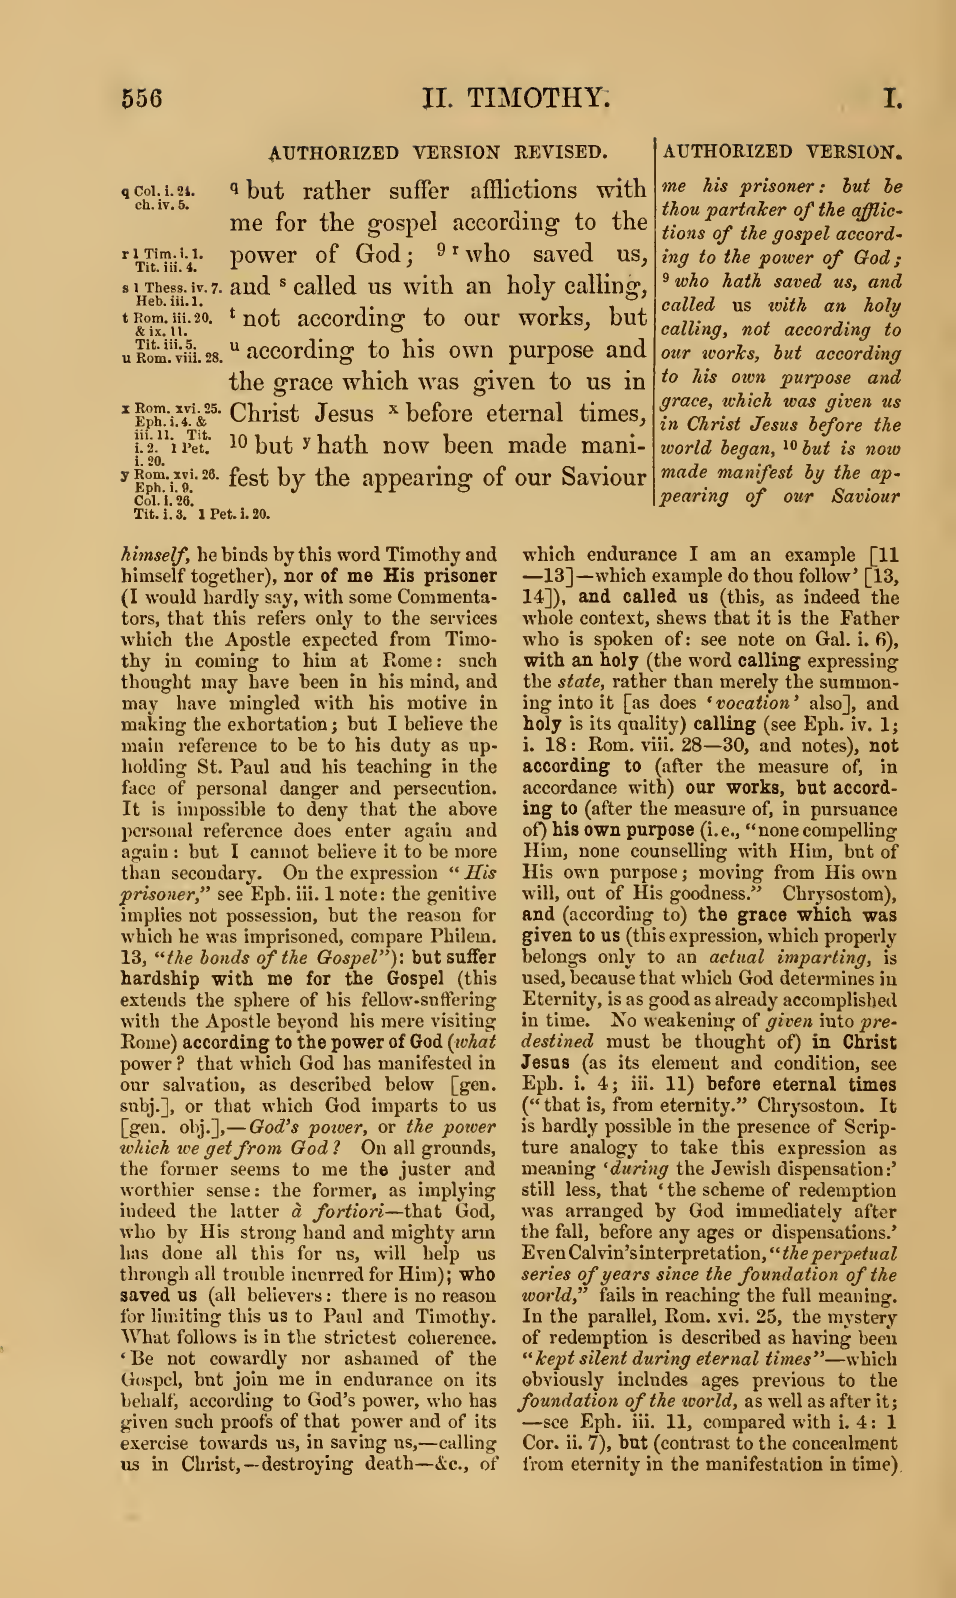 556 II. TIMOTHY. I.
AUTHORIZED VERSION REVISED.
q Col. i. 24.
ch. iv. 5.
r 1 Tim. i. 1.
Tit. iii. 4.
s 1 Thess. iv. 7.
Heb. iii. 1.
t Rom. iii. 20.
& ix. 11.
Tit. iii. 5.
u Rom. viii. 28.
x Rom. xvi. 25.
Eph. i. 4. &
iii. 11. Tit.
i. 2. 1 Pet.
i. 20.
y Rom. xvi. 26.
Eph. i. 9.
Col. i. 26.
Tit. i. 3. 1 Pet. i. 20.
q but rather suffer afflictions with
me for the gospel according to the
power of God; 9 r who saved us,
and s called us with an holy calling,
t not according to our works, but
u according to his own purpose and
the grace which was given to us in
Christ Jesus x before eternal times,
10 but y hath now been made mani-
fest by the appearing of our Saviour
AUTHORIZED VERSION.
me his prisoner: but be
thou partaker of the afflic-
tions of the gospel accord-
ing to the power of God;
9 who hath saved us, and
called us with an holy
calling, not according to
our works, but according
to his own purpose and
grace, which was given us
in Christ Jesus before the
world began, 10 but is now
made manifest by the ap-
pearing of our Saviour
himself, he binds by this word Timothy and
himself together), nor of me His prisoner
(I would hardly say, with some Commenta-
tors, that this refers only to the services
which the Apostle expected from Timo-
thy in coming to him at Rome: such
thought may have been in his mind, and
may have mingled with his motive in
making the exhortation; but I believe the
main reference to be to his duty as up-
holding St. Paul and his teaching in the
face of personal danger and persecution.
It is impossible to deny that the above
personal reference does enter again and
again: but I cannot believe it to be more
than secondary. On the expression "His
prisoner," see Eph. iii. 1 note: the genitive
implies not possession, but the reason for
which he was imprisoned, compare Philem.
13, "the bonds of the Gospel"): but suffer
hardship with me for the Gospel (this
extends the sphere of his fellow-suffering
with the Apostle beyond his mere visiting
Rome) according to the power of God (what
power? that which God has manifested in
our salvation, as described below [gen.
subj.], or that which God imparts to us
[gen. obj.],—God's power, or the power
which we get from God? On all grounds,
the former seems to me the juster and
worthier sense: the former, as implying
indeed the latter à fortiori—that God,
who by His strong hand and mighty arm
has done all this for us, will help us
through all trouble incurred for Him); who
saved us (all believers: there is no reason
for limiting this us to Paul and Timothy.
What follows is in the strictest coherence.
'Be not cowardly nor ashamed of the
Gospel, but join me in endurance on its
behalf, according to God's power, who has
given such proofs of that power and of its
exercise towards us, in saving us,—calling
us in Christ,—destroying death—&c., of
which endurance I am an example [11
—13]—which example do thou follow' [13,
14]), and called us (this, as indeed the
whole context, shews that it is the Father
who is spoken of: see note on Gal. i. 6),
with an holy (the word calling expressing
the state, rather than merely the summon-
ing into it [as does 'vocation' also], and
holy is its quality) calling (see Eph. iv. 1;
i. 18: Rom. viii. 28—30, and notes), not
according to (after the measure of, in
accordance with) our works, but accord-
ing to (after the measure of, in pursuance
of) his own purpose (i. e., "none compelling
Him, none counselling with Him, but of
His own purpose; moving from His own
will, out of His goodness." Chrysostom),
and (according to) the grace which was
given to us (this expression, which properly
belongs only to an actual imparting, is
used, because that which God determines in
Eternity, is as good as already accomplished
in time. No weakening of given into pre-
destined must be thought of) in Christ
Jesus (as its element and condition, see
Eph. i. 4; iii. 11) before eternal times
("that is, from eternity." Chrysostom. It
is hardly possible in the presence of Scrip-
ture analogy to take this expression as
meaning 'during the Jewish dispensation:'
still less, that 'the scheme of redemption
was arranged by God immediately after
the fall, before any ages or dispensations.'
Even Calvin's interpretation, "the perpetual
series of years since the foundation of the
world," fails in reaching the full meaning.
In the parallel, Rom. xvi. 25, the mystery
of redemption is described as having been
"kept silent during eternal times"—which
obviously includes ages previous to the
foundation of the world, as well as after it;
—see Eph. iii. 11, compared with i. 4: 1
Cor. ii. 7), but (contrast to the concealment
from eternity in the manifestation in time)